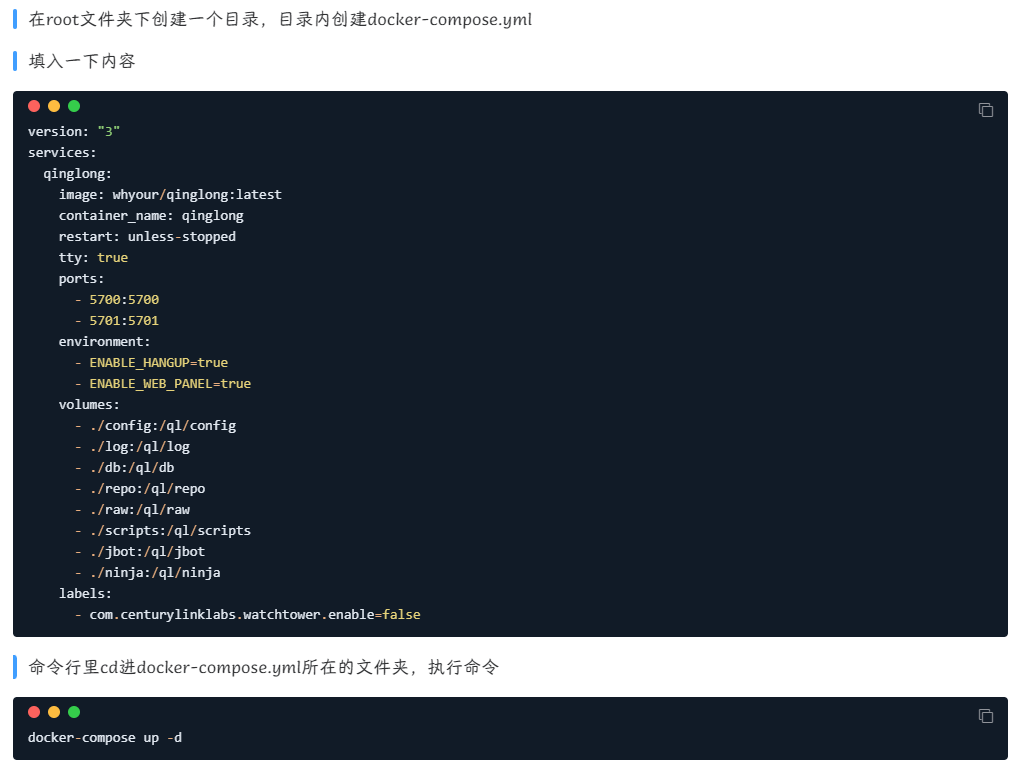 在root文件夹下创建一个目录，目录内创建docker-compose.yml
填入一下内容
version: "3"
services:
  qinglong:
    image: whyour/qinglong:latest
    container_name: qinglong
    restart: unless-stopped
    tty: true
    ports:
      - 5700:5700
      - 5701:5701
    environment:
      - ENABLE_HANGUP=true
      - ENABLE_WEB_PANEL=true
    volumes:
      - ./config:/ql/config
      - ./log:/ql/log
      - ./db:/ql/db
      - ./repo:/ql/repo
      - ./raw:/ql/raw
      - ./scripts:/ql/scripts
      - ./jbot:/ql/jbot
      - ./ninja:/ql/ninja
    labels:
      - com.centurylinklabs.watchtower.enable=false
命令行里cd进docker-compose.yml所在的文件夹，执行命令
docker-compose up -d